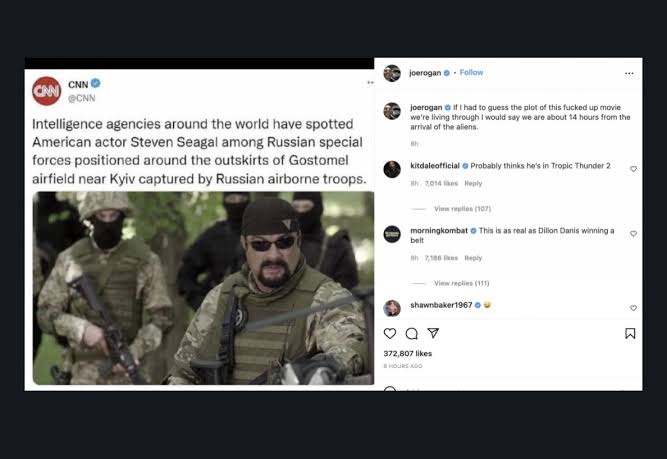 CNN
CNN
@CNN
Intelligence agencies around the world have spotted
American actor Steven Seagal among Russian special
forces positioned around the outskirts of Gostomel
airfield near Kyiv captured by Russian airborne troops.
joerogan • Follow
joerogan If I had to guess the plot of this fucked up movie
we're living through I would say we are about 14 hours from the
arrival of the aliens.
8h
kitdaleofficial Probably thinks he's in Tropic Thunder 2
8h 7,014 likes Reply
View replies (107)
morningkombat This is as real as Dillon Danis winning a
belt
8h 7,186 likes Reply
View replies (111)
shawnbaker1967 😄
372,807 likes
8 HOURS AGO